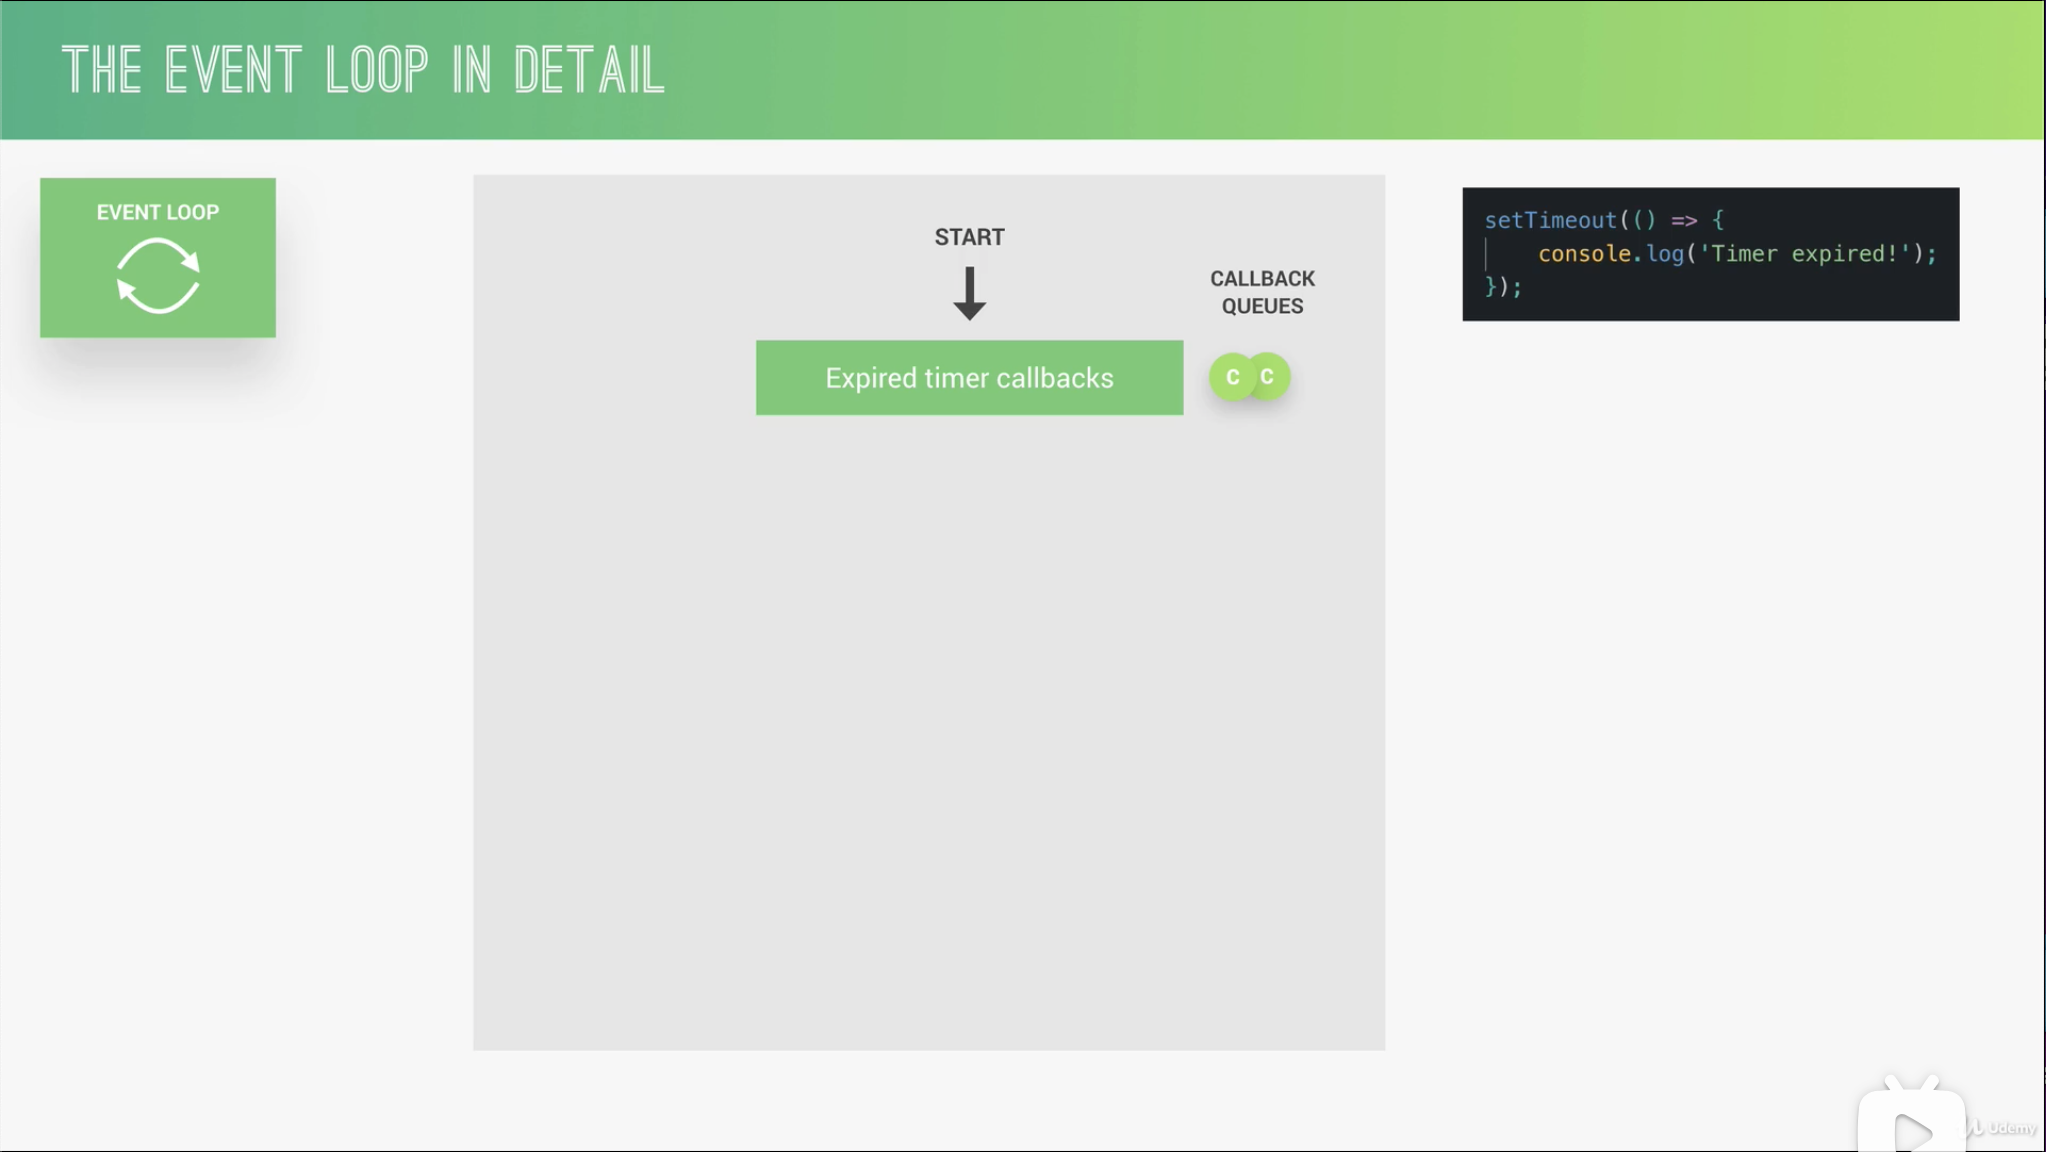 THE EVENT LOOP IN DETAIL
EVENT LOOP
START
CALLBACK
QUEUES
Expired timer callbacks
C C
setTimeout(() => {
    console.log('Timer expired!');
});
Udemy